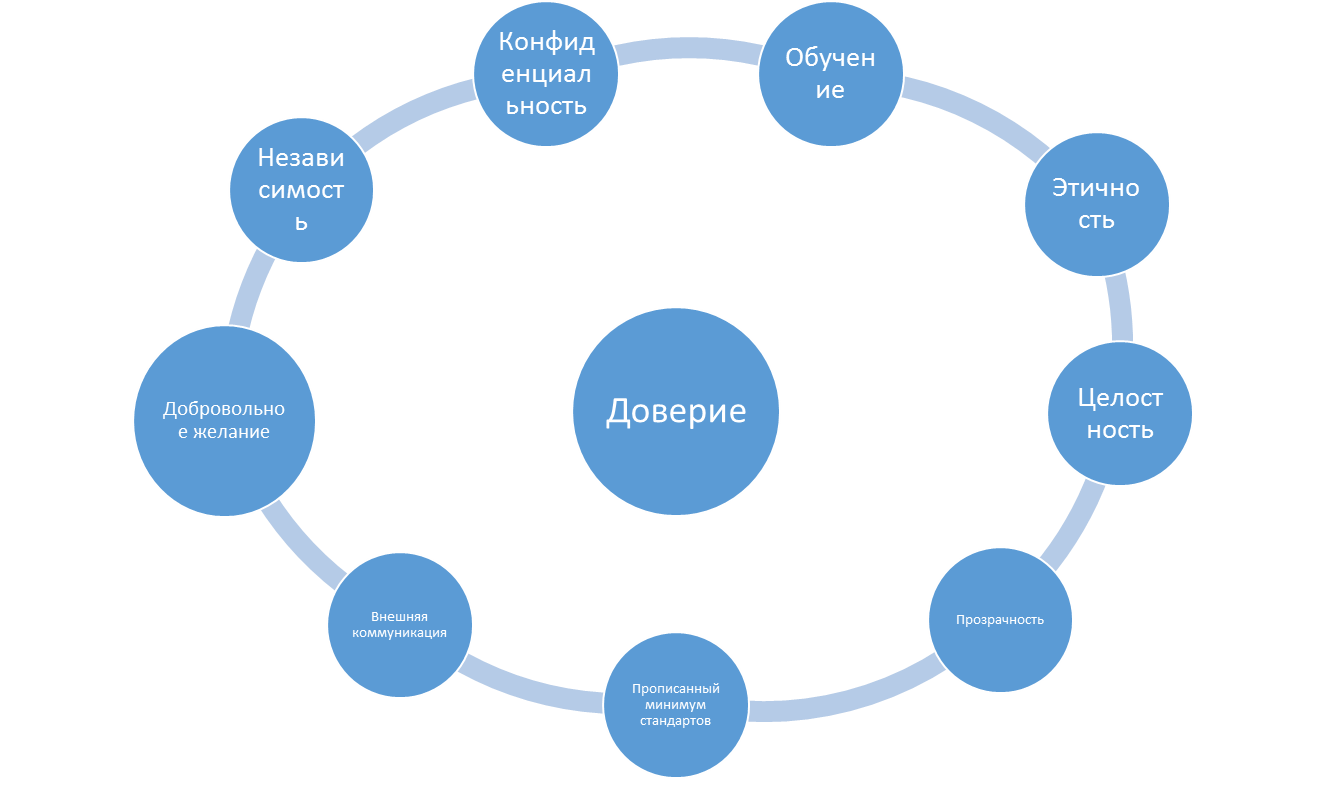 Конфид
енциал
ьность
Обучен
ие
Этично
сть
Целост
ность
Прозрачность
Прописанный
минимум
стандартов
Внешняя
коммуникация
Добровольно
е желание
Незави
симост
ь
Доверие